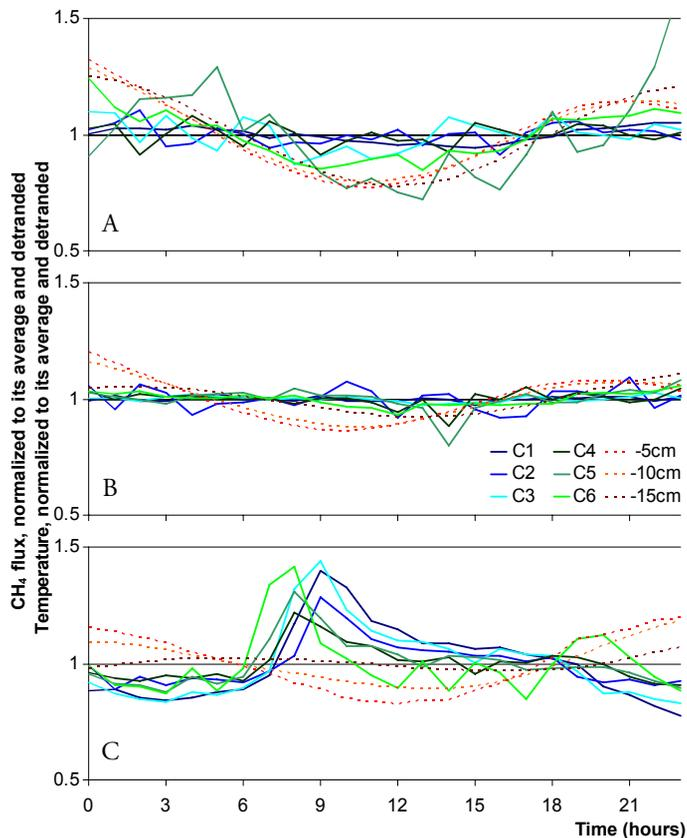 CH₄ flux, normalized to its average and detranded
Temperature, normalized to its average and detranded
1.5
1
0.5
A
1.5
1
0.5
B
C1 C4 -5cm
C2 C5 -10cm
C3 C6 -15cm
1.5
1
0.5
C
0 3 6 9 12 15 18 21
Time (hours)